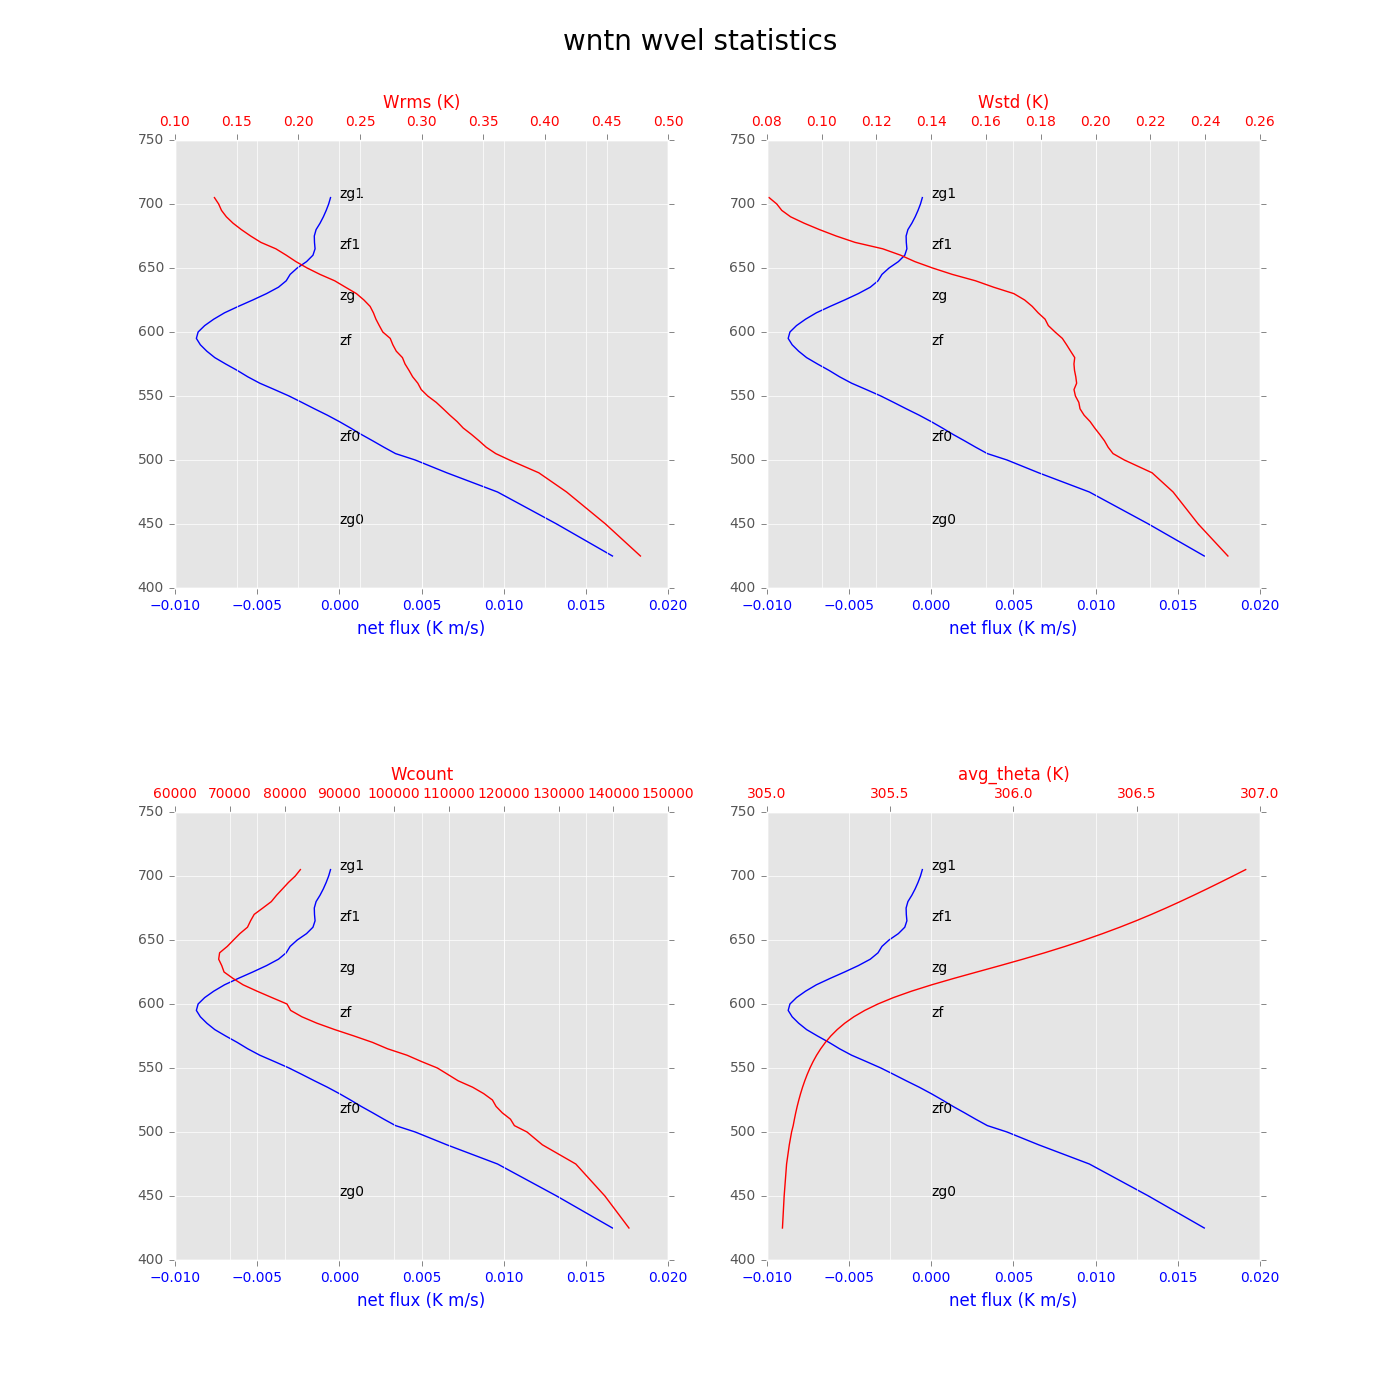 wntn wvel statistics
Wrms (K)
0.10 0.15 0.20 0.25 0.30 0.35 0.40 0.45 0.50
750
700
650
600
550
500
450
400
zg1
zf1
zg
zf
zf0
zg0
−0.010 −0.005 0.000 0.005 0.010 0.015 0.020
net flux (K m/s)
Wstd (K)
0.08 0.10 0.12 0.14 0.16 0.18 0.20 0.22 0.24 0.26
750
700
650
600
550
500
450
400
zg1
zf1
zg
zf
zf0
zg0
−0.010 −0.005 0.000 0.005 0.010 0.015 0.020
net flux (K m/s)
Wcount
60000 70000 80000 90000 100000 110000 120000 130000 140000 150000
750
700
650
600
550
500
450
400
zg1
zf1
zg
zf
zf0
zg0
−0.010 −0.005 0.000 0.005 0.010 0.015 0.020
net flux (K m/s)
avg_theta (K)
305.0 305.5 306.0 306.5 307.0
750
700
650
600
550
500
450
400
zg1
zf1
zg
zf
zf0
zg0
−0.010 −0.005 0.000 0.005 0.010 0.015 0.020
net flux (K m/s)